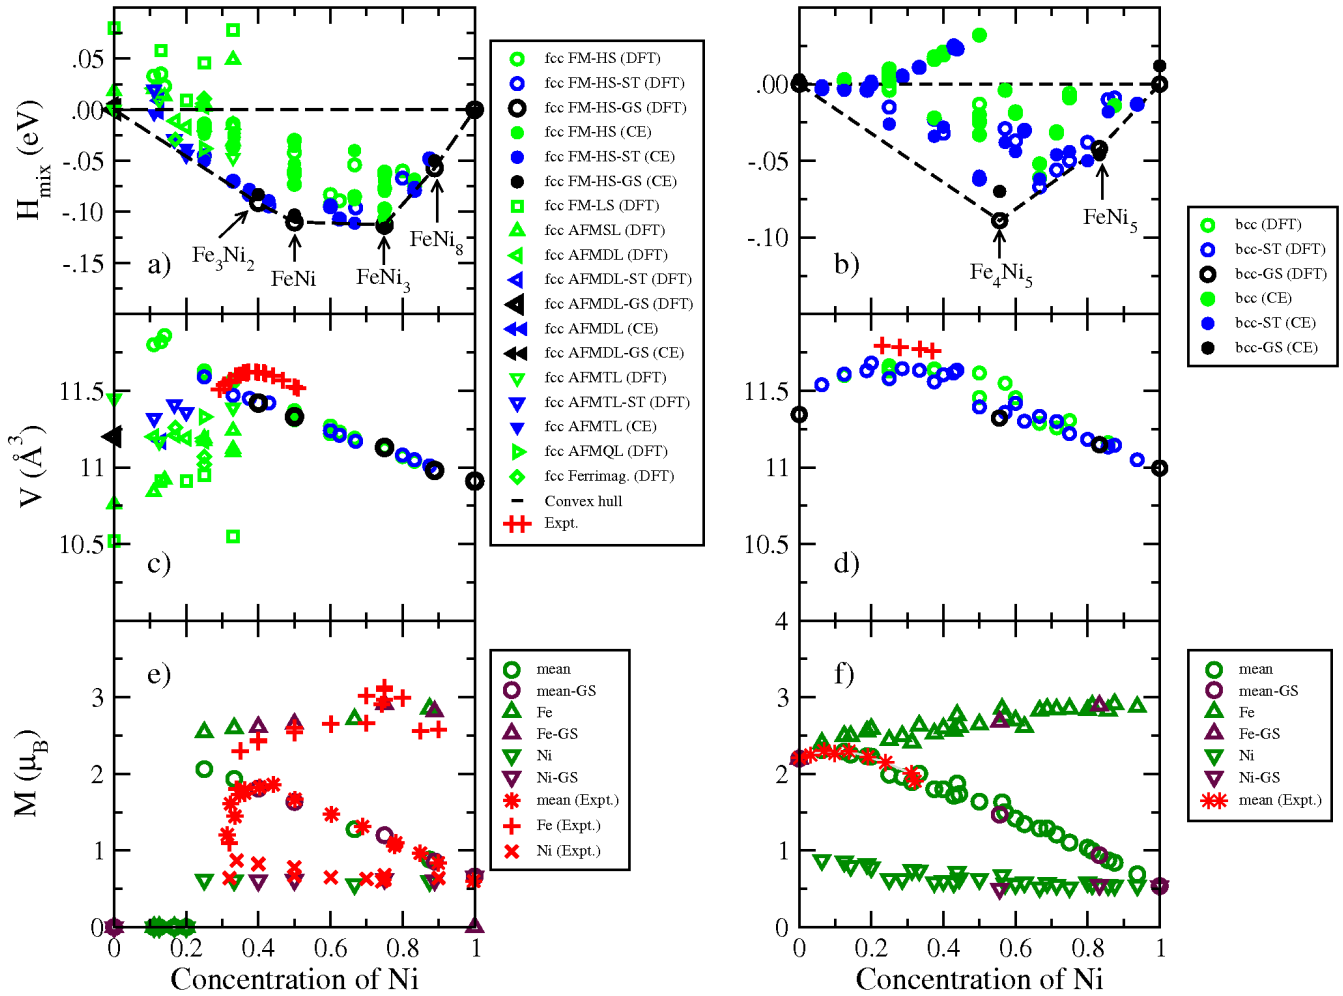 .05
.00
-.05
-.10
-.15
H_mix (eV)
a)
Fe3Ni2
FeNi
FeNi3
FeNi8
fcc FM-HS (DFT)
fcc FM-HS-ST (DFT)
fcc FM-HS-GS (DFT)
fcc FM-HS (CE)
fcc FM-HS-ST (CE)
fcc FM-HS-GS (CE)
fcc FM-LS (DFT)
fcc AFMSL (DFT)
fcc AFMDL (DFT)
fcc AFMDL-ST (DFT)
fcc AFMDL-GS (DFT)
fcc AFMDL (CE)
fcc AFMDL-GS (CE)
fcc AFMTL (DFT)
fcc AFMTL-ST (DFT)
fcc AFMTL (CE)
fcc AFMQL (DFT)
fcc Ferrimag. (DFT)
Convex hull
Expt.
.00
-.05
-.10
b)
Fe4Ni5
FeNi5
bcc (DFT)
bcc-ST (DFT)
bcc-GS (DFT)
bcc (CE)
bcc-ST (CE)
bcc-GS (CE)
11.5
11
10.5
V (Å3)
c)
11.5
11
10.5
4
d)
3
2
1
0
M (μB)
e)
0
0.2
0.4
0.6
0.8
1
Concentration of Ni
mean
mean-GS
Fe
Fe-GS
Ni
Ni-GS
mean (Expt.)
Fe (Expt.)
Ni (Expt.)
3
2
1
0
f)
0
0.2
0.4
0.6
0.8
1
Concentration of Ni
mean
mean-GS
Fe
Fe-GS
Ni
Ni-GS
mean (Expt.)